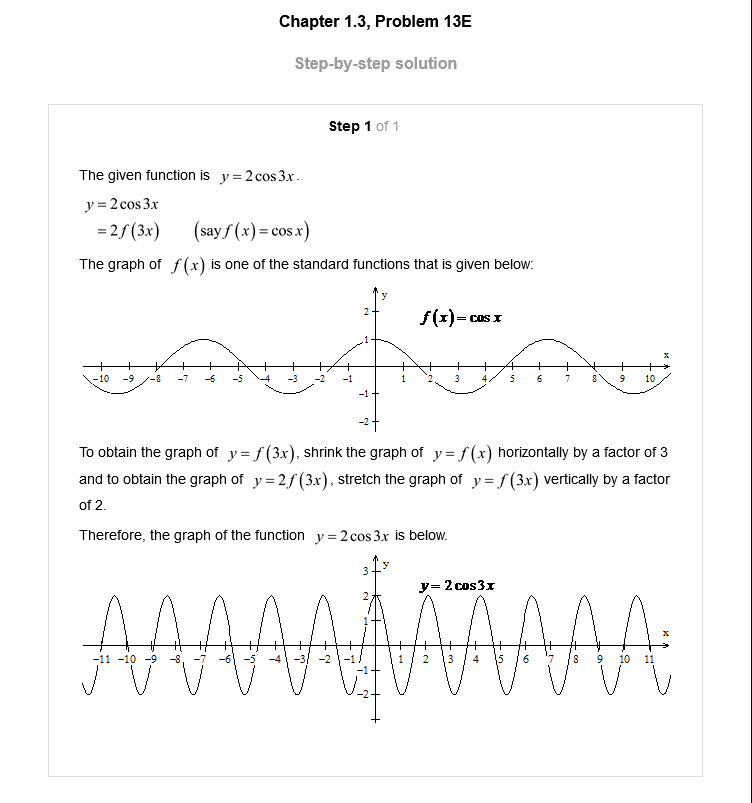 Chapter 1.3, Problem 13E
Step-by-step solution
Step 1 of 1
The given function is y = 2 cos 3x.
y = 2 cos 3x
= 2f(3x) (say f(x) = cos x)
The graph of f(x) is one of the standard functions that is given below:
y
2
f(x)= cos x
1
x
-10 -9 -8 -7 -6 -5 -4 -3 -2 -1 1 2 3 4 5 6 7 8 9 10
-1
-2
To obtain the graph of y = f(3x), shrink the graph of y = f(x) horizontally by a factor of 3
and to obtain the graph of y = 2f(3x), stretch the graph of y = f(3x) vertically by a factor
of 2.
Therefore, the graph of the function y = 2 cos 3x is below.
y
3
y= 2 cos3x
2
1
x
-11 -10 -9 -8 -7 -6 -5 -4 -3 -2 -1 1 2 3 4 5 6 7 8 9 10 11
-1
-2